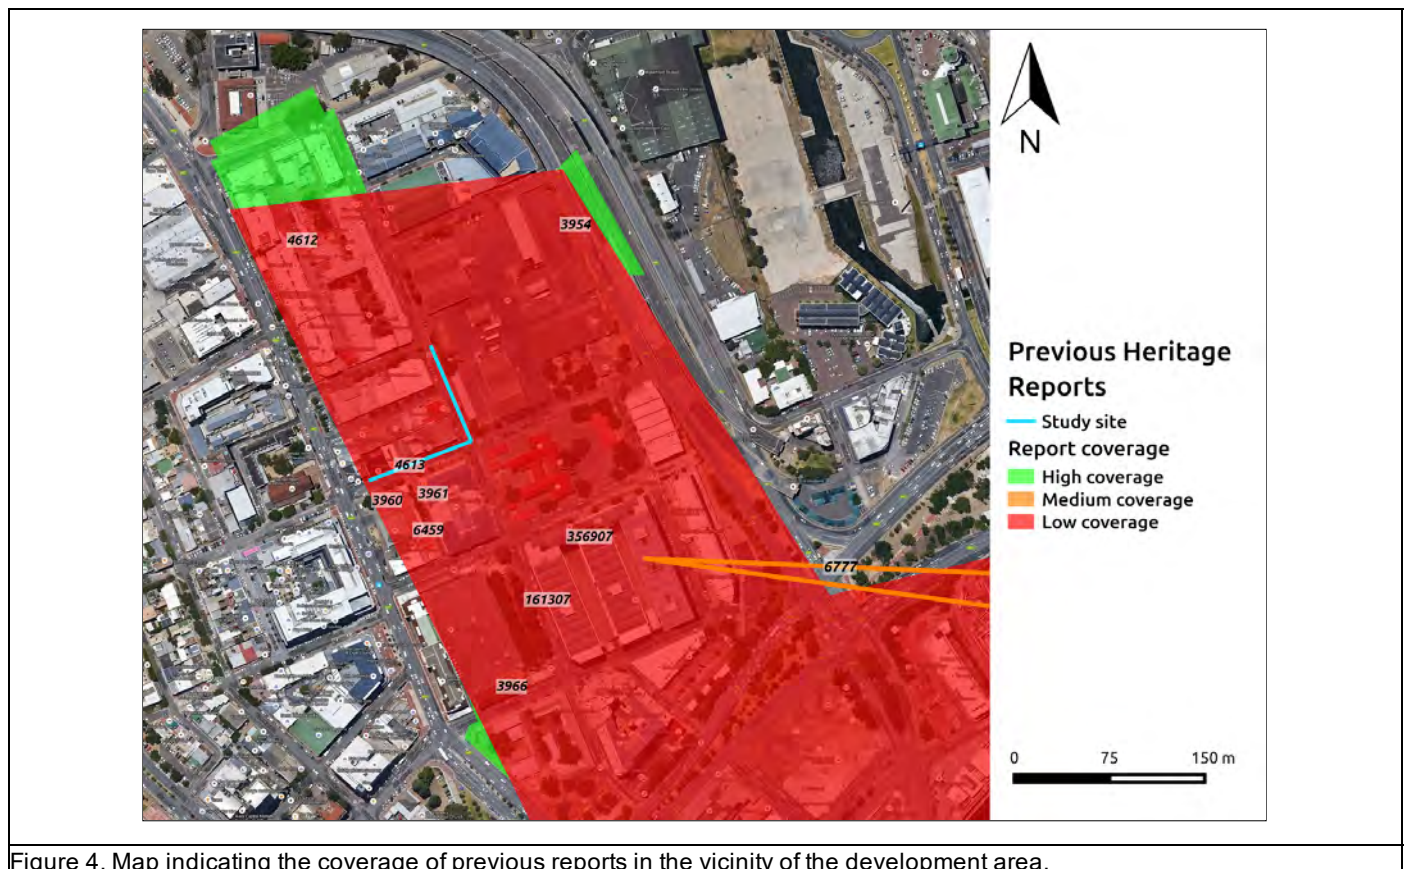 4612
3954
4613
3960
3961
6459
356907
6777
161307
3966
N
Previous Heritage
Reports
Study site
Report coverage
High coverage
Medium coverage
Low coverage
0 75 150 m
Figure 4. Map indicating the coverage of previous reports in the vicinity of the development area.